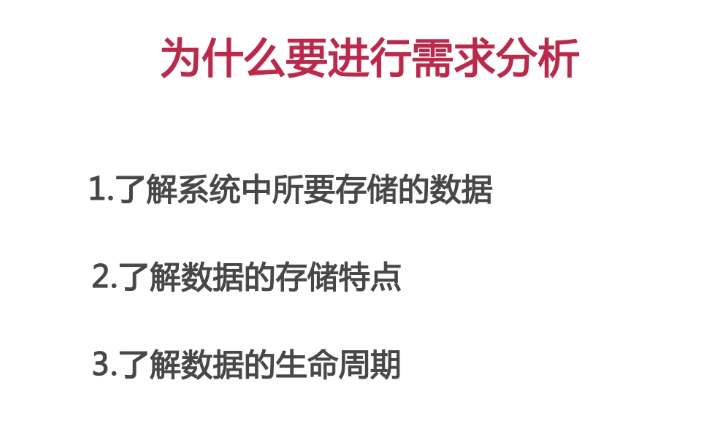 为什么要进行需求分析
1.了解系统中所要存储的数据
2.了解数据的存储特点
3.了解数据的生命周期